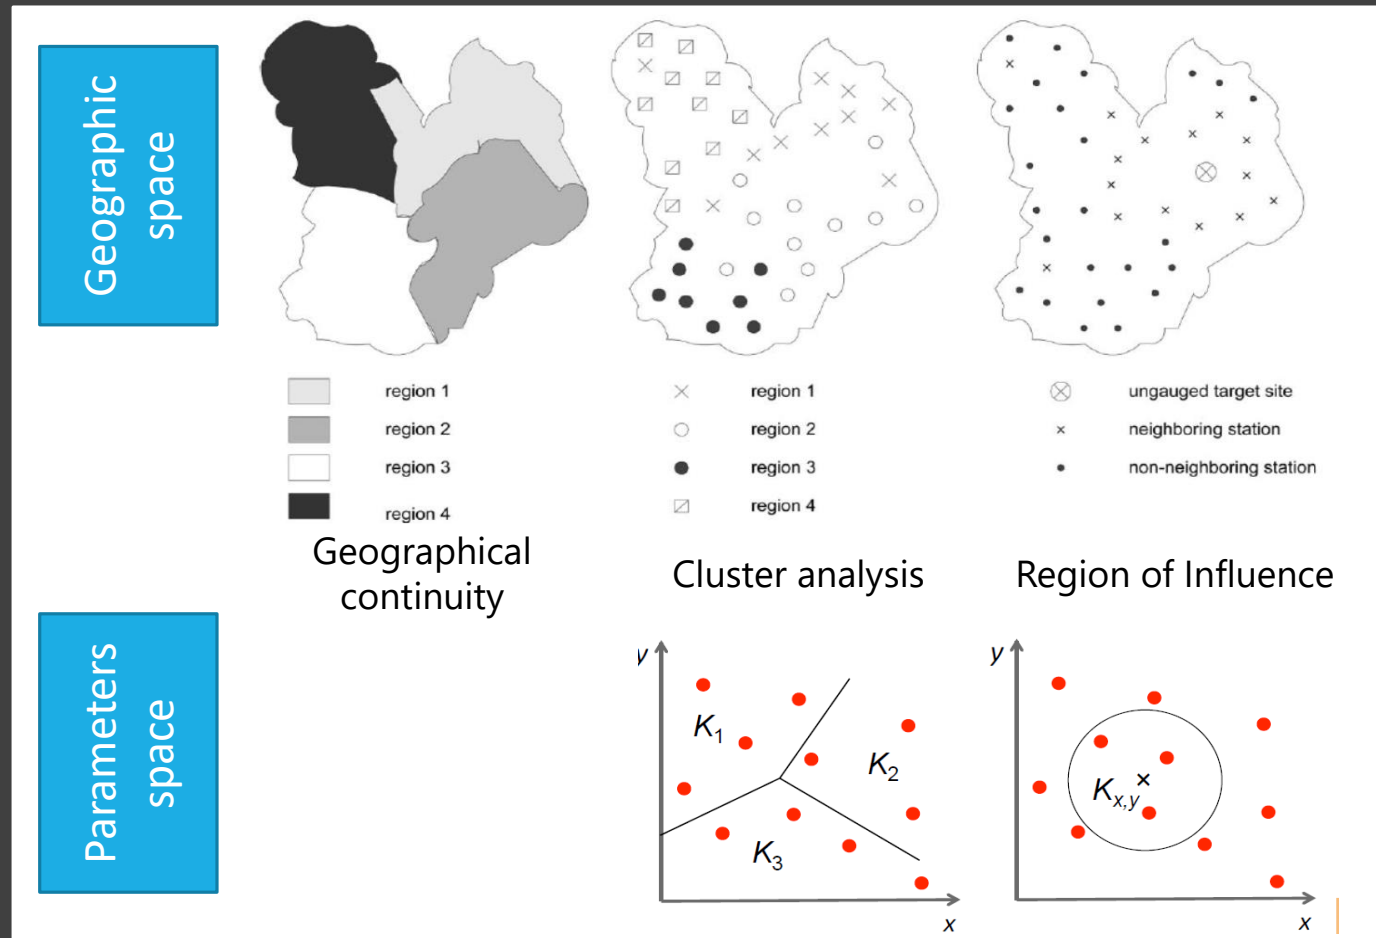 Geographic
space
region 1
region 2
region 3
region 4
region 1
region 2
region 3
region 4
ungauged target site
neighboring station
non-neighboring station
Geographical
continuity
Cluster analysis
Region of Influence
Parameters
space
y
K1
K2
K3
x
y
Kx,y
x